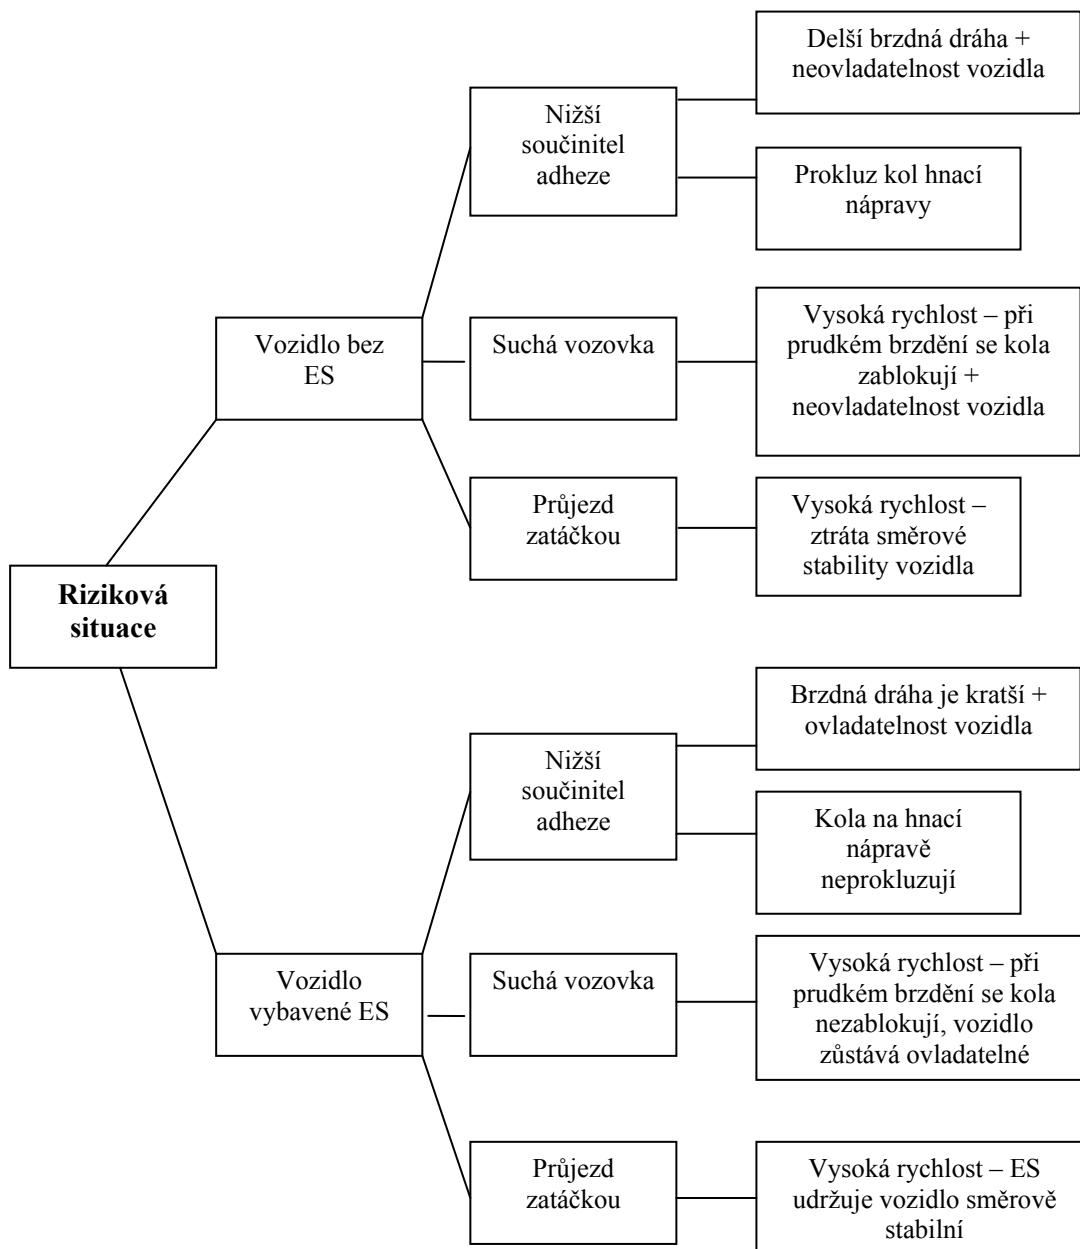 Delší brzdná dráha +
neovladatelnost vozidla
Nižší
součinitel
adheze
Prokluz kol hnací
nápravy
Vozidlo bez
ES
Suchá vozovka
Vysoká rychlost – při
prudkém brzdění se kola
zablokují +
neovladatelnost vozidla
Průjezd
zatáčkou
Vysoká rychlost –
ztráta směrové
stability vozidla
Riziková
situace
Brzdná dráha je kratší +
ovladatelnost vozidla
Nižší
součinitel
adheze
Kola na hnací
nápravě
neprokluzují
Vozidlo
vybavené ES
Suchá vozovka
Vysoká rychlost – při
prudkém brzdění se kola
nezablokují, vozidlo
zůstává ovladatelné
Průjezd
zatáčkou
Vysoká rychlost – ES
udržuje vozidlo směrově
stabilní